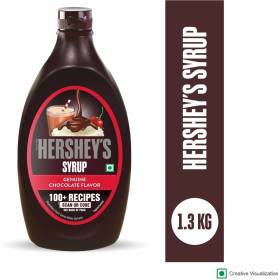 HERSHEY'S
SYRUP
GENUINE
CHOCOLATE FLAVOR
100+ RECIPES
SCAN QR CODE
HERSHEY'S SYRUP
1.3 KG
Creative Visualization